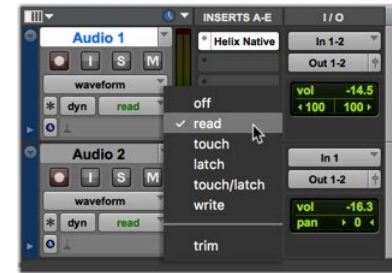 INSERTS A-E
I / O
Audio 1
Helix Native
In 1-2
I S M
Out 1-2
waveform
vol -14.5
dyn read
100 100
off
read
touch
latch
touch/latch
write
trim
Audio 2
In 1
I S M
Out 1-2
waveform
vol -16.3
dyn read
pan 0